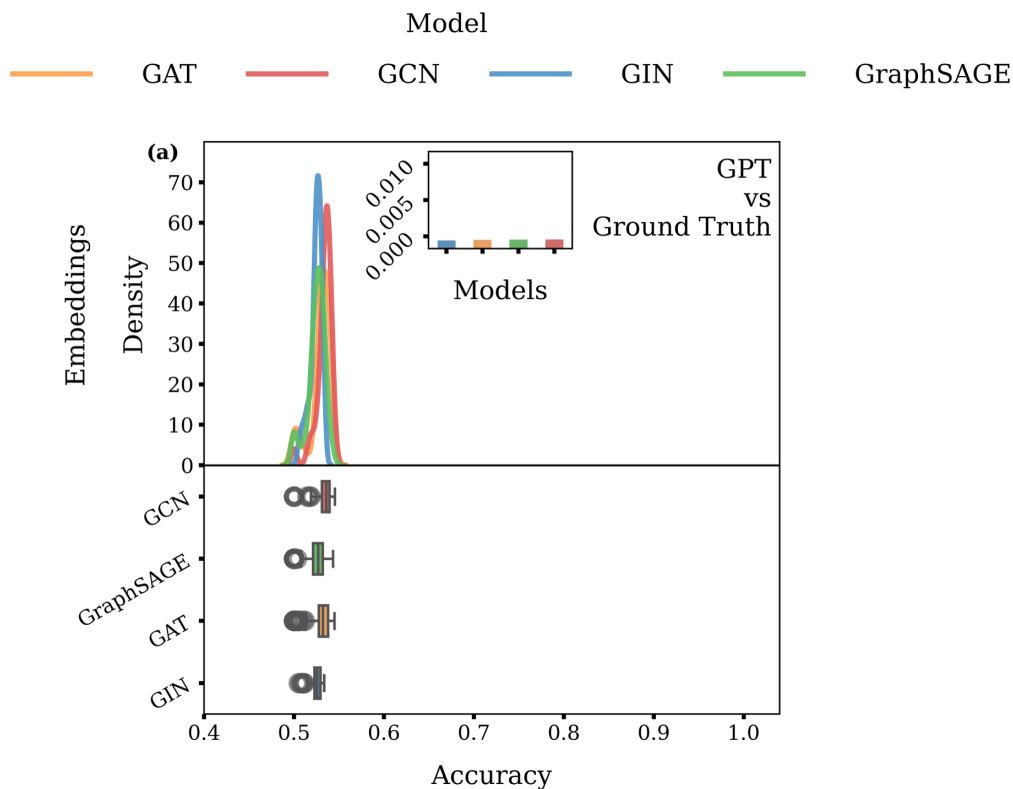 Model
GAT GCN GIN GraphSAGE
(a)
GPT
vs
Ground Truth
0.010
0.005
0.000
Models
Embeddings
Density
70
60
50
40
30
20
10
0
GCN
GraphSAGE
GAT
GIN
0.4 0.5 0.6 0.7 0.8 0.9 1.0
Accuracy